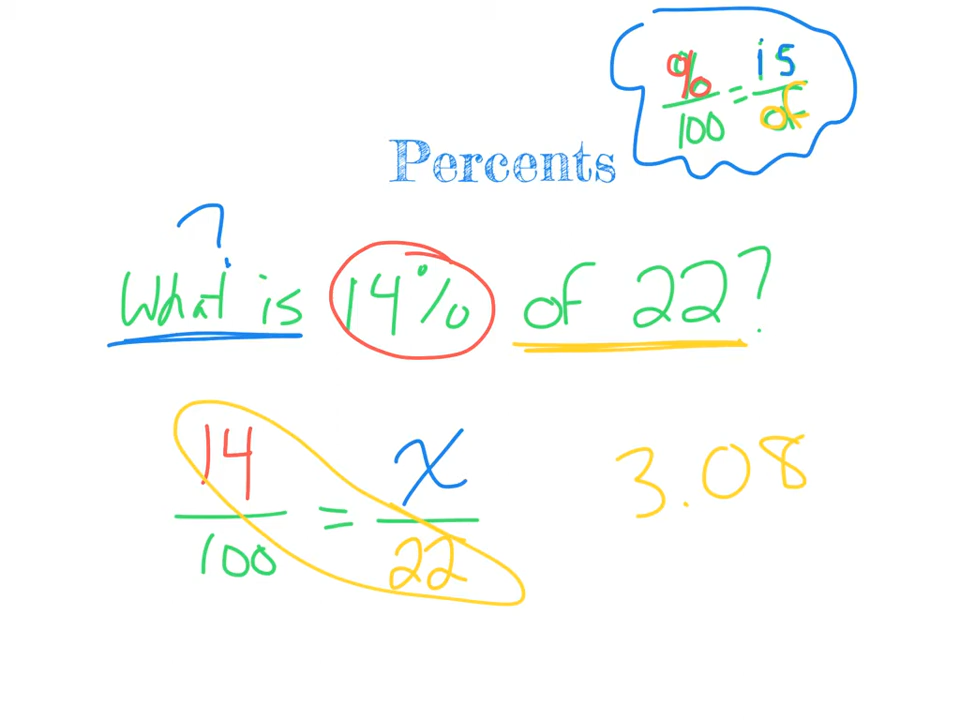 % = is
100 of
Percents
?
What is 14% of 22?
14 = x
100 22
3.08